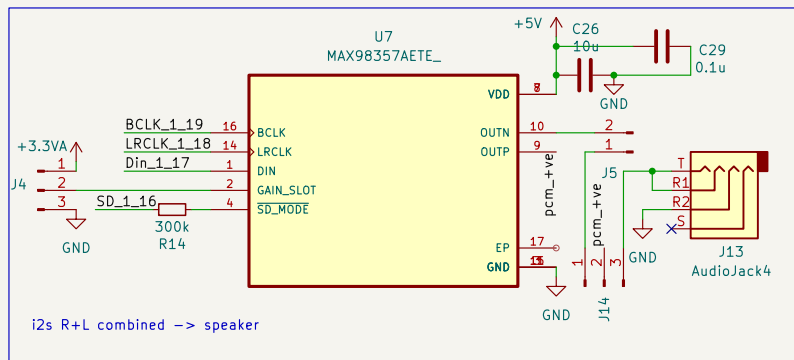 +5V
C26
10u
C29
0.1u
GND
U7
MAX98357AETE_
VDD
BCLK_1_19
16
BCLK
LRCLK_1_18
14
LRCLK
Din_1_17
1
DIN
2
GAIN_SLOT
SD_1_16
4
SD_MODE
300k
R14
+3.3VA
J4
1
2
3
GND
OUTN
10
OUTP
9
2
1
J5
pcm_+ve
pcm_+ve
EP
17
GND
GND
1
2
3
J14
GND
T
R1
R2
S
J13
AudioJack4
i2s R+L combined -> speaker